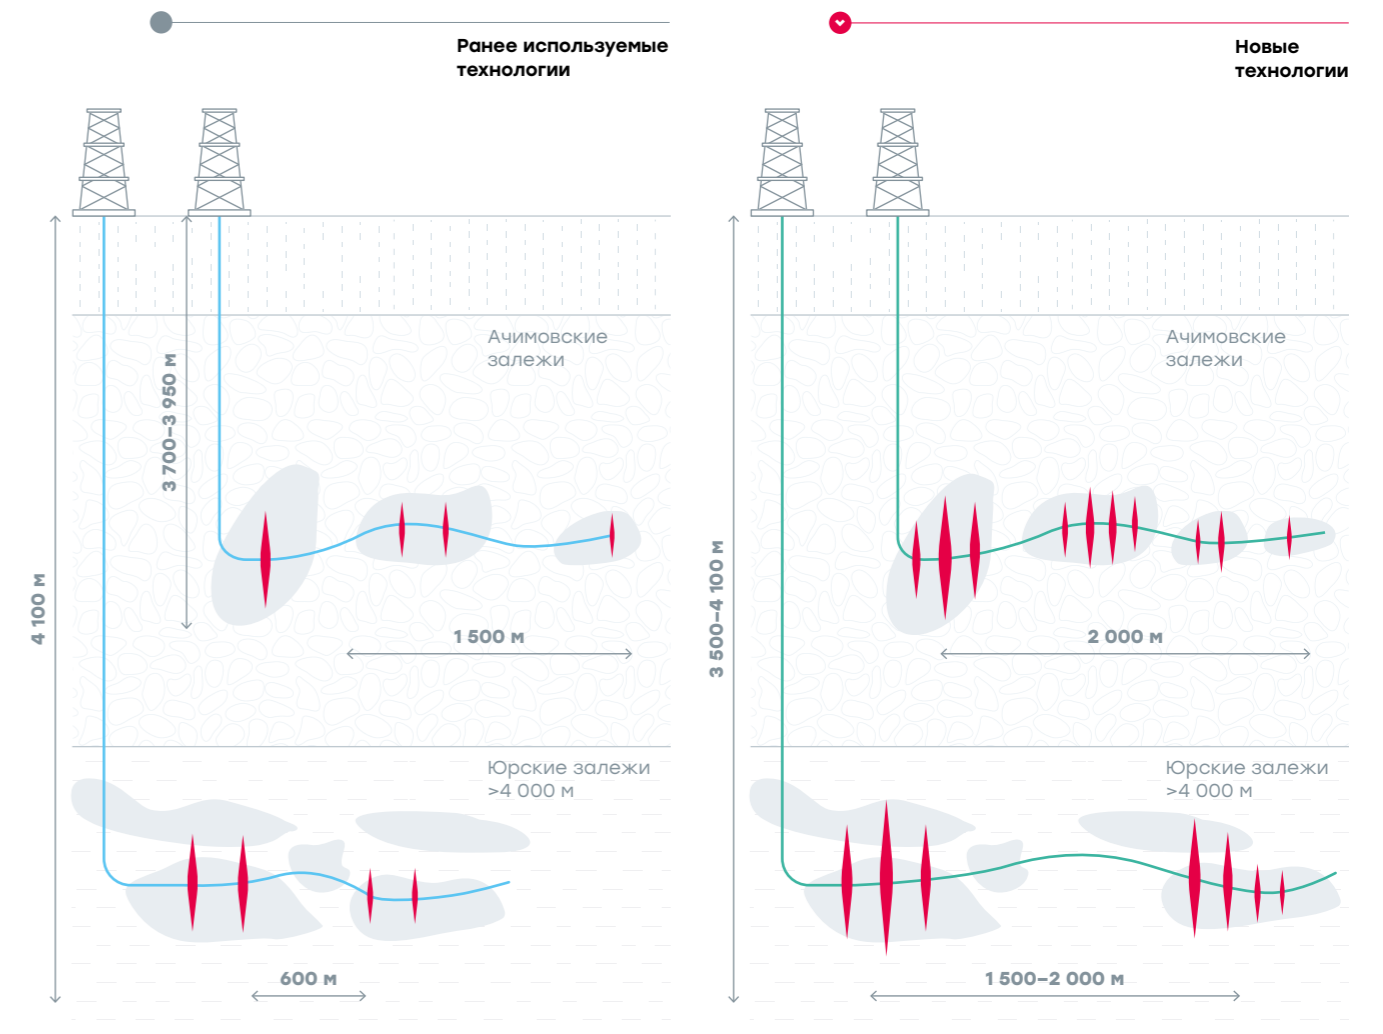 Ранее используемые
технологии
Ачимовские
залежи
3 700–3 950 м
4 100 м
1 500 м
Юрские залежи
>4 000 м
600 м
Новые
технологии
Ачимовские
залежи
3 500–4 100 м
2 000 м
Юрские залежи
>4 000 м
1 500–2 000 м